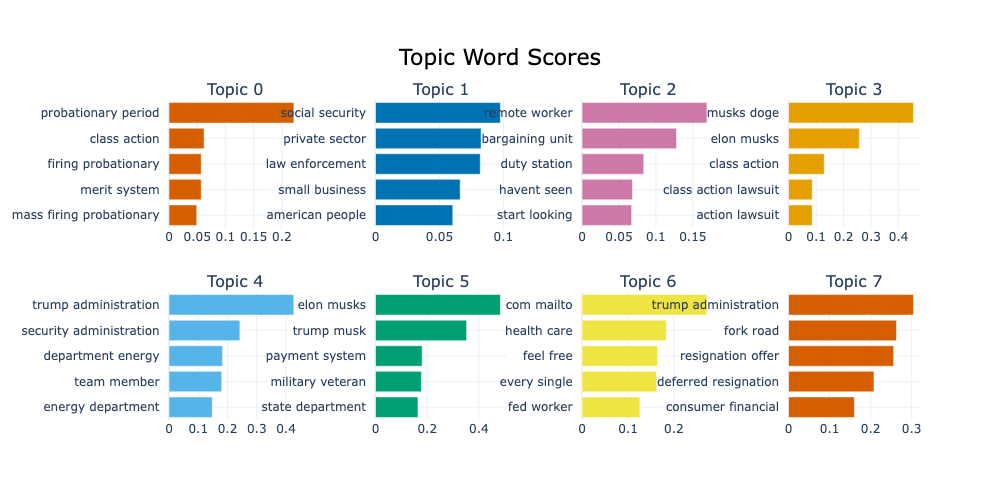 Topic Word Scores
Topic 0
probationary period
class action
firing probationary
merit system
mass firing probationary
0 0.05 0.1 0.15 0.2
Topic 1
social security
private sector
law enforcement
small business
american people
0 0.05 0.1
Topic 2
remote worker
bargaining unit
duty station
havent seen
start looking
0 0.05 0.1 0.15
Topic 3
musks doge
elon musks
class action
class action lawsuit
action lawsuit
0 0.1 0.2 0.3 0.4
Topic 4
trump administration
security administration
department energy
team member
energy department
0 0.1 0.2 0.3 0.4
Topic 5
elon musks
trump musk
payment system
military veteran
state department
0 0.2 0.4
Topic 6
com mailto
health care
feel free
every single
fed worker
0 0.1 0.2
Topic 7
trump administration
fork road
resignation offer
deferred resignation
consumer financial
0 0.1 0.2 0.3